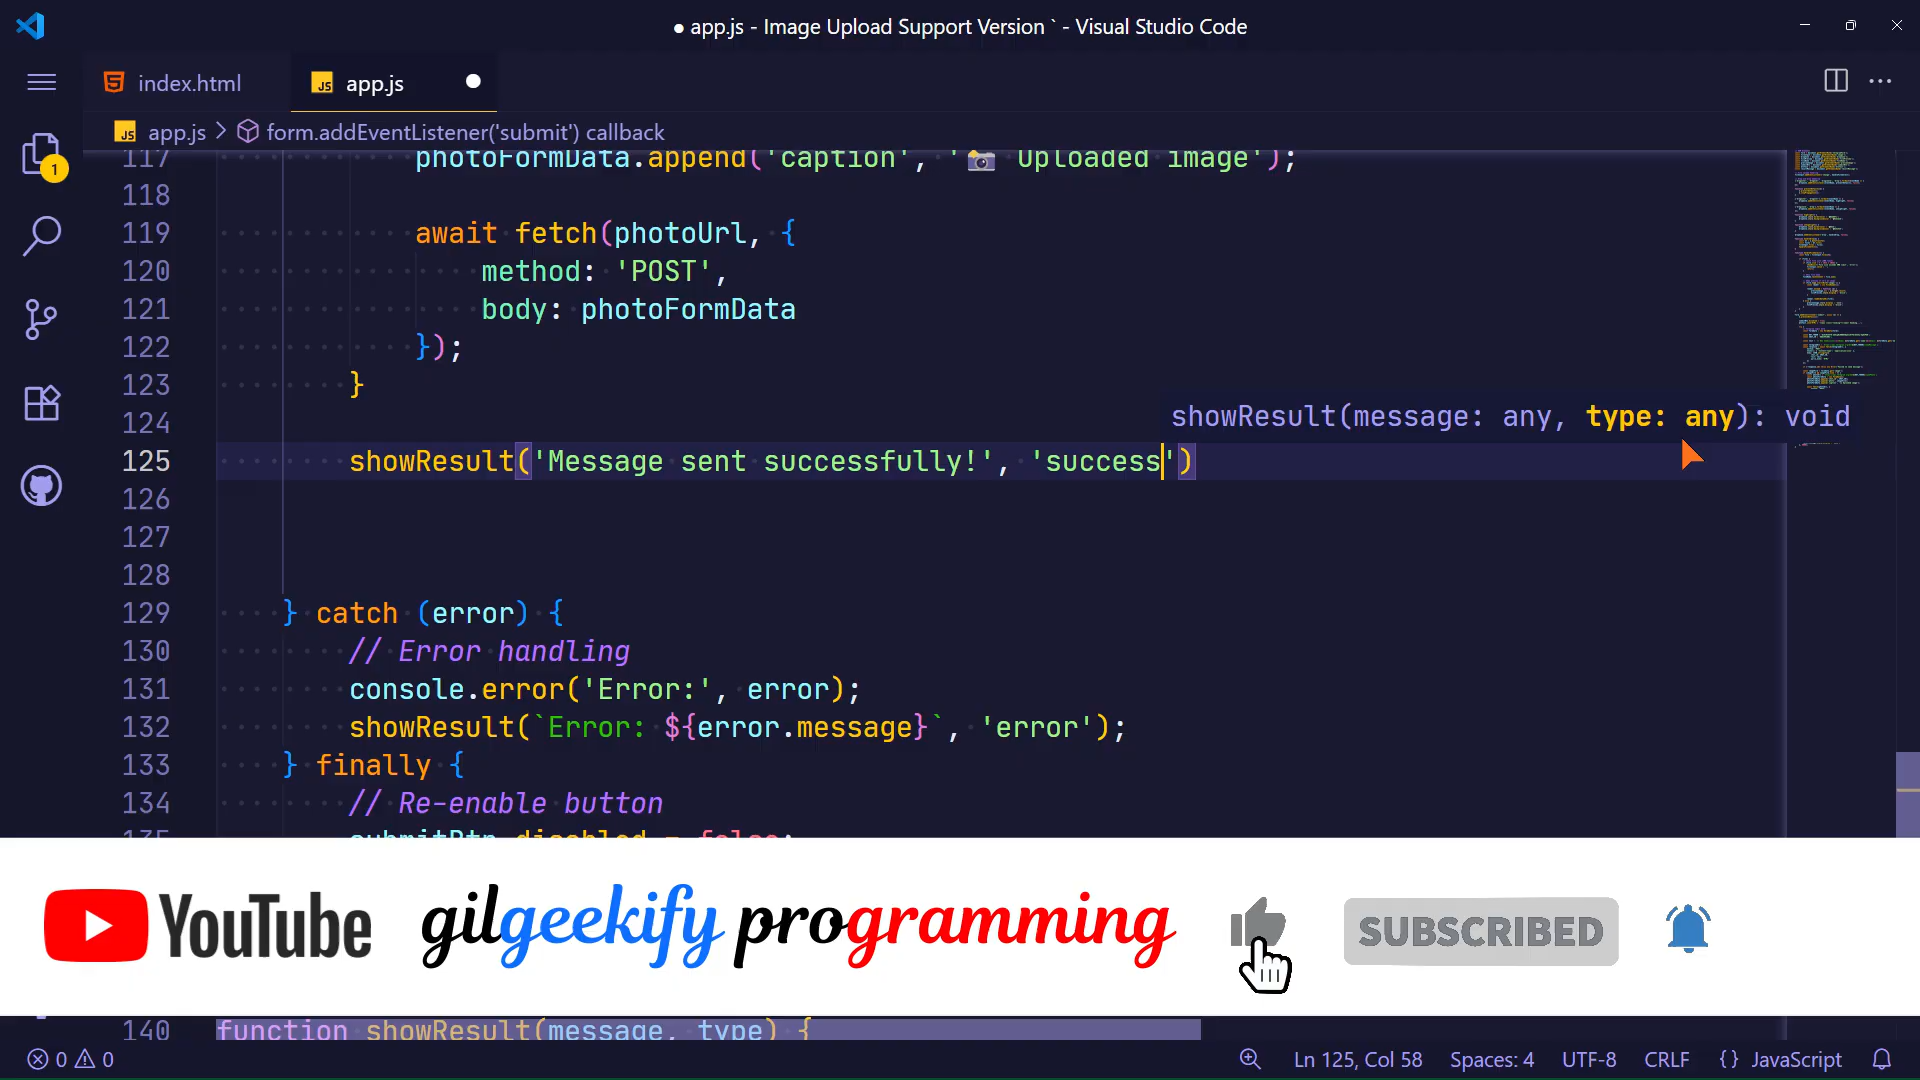 ● app.js - Image Upload Support Version ` - Visual Studio Code
index.html
JS app.js
JS app.js > form.addEventListener('submit') callback
117 photoFormData.append('caption', '📷 Uploaded image');
118
119 await fetch(photoUrl, {
120 method: 'POST',
121 body: photoFormData
122 });
123 }
124
showResult(message: any, type: any): void
125 showResult('Message sent successfully!', 'success')
126
127
128
129 } catch (error) {
130 // Error handling
131 console.error('Error:', error);
132 showResult(`Error: ${error.message}`, 'error');
133 } finally {
134 // Re-enable button
135 submitBtn.disabled = false;
YouTube gilgeekify programming SUBSCRIBED
140 function showResult(message, type) {
0 0 Ln 125, Col 58 Spaces: 4 UTF-8 CRLF {} JavaScript
1